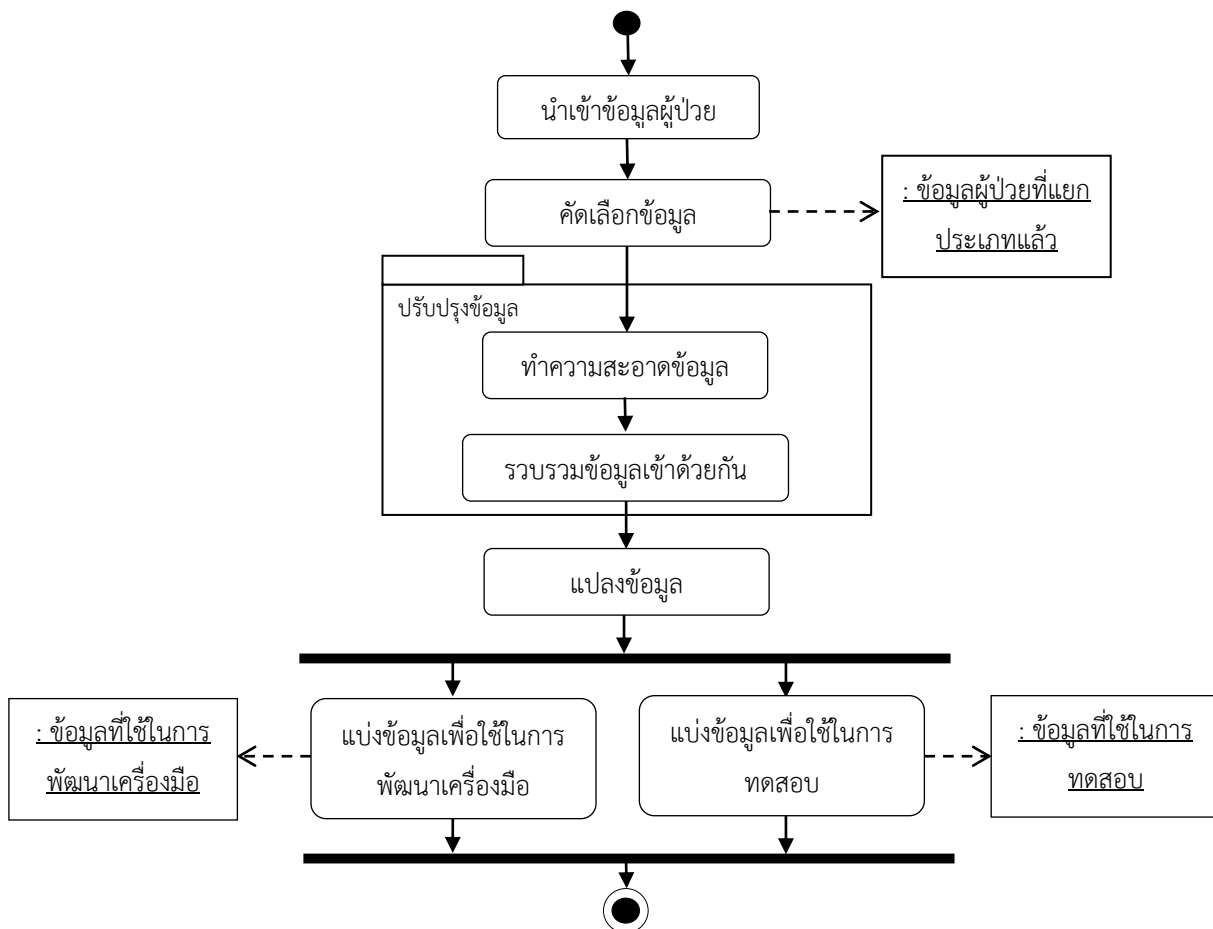 นำเข้าข้อมูลผู้ป่วย
คัดเลือกข้อมูล
: ข้อมูลผู้ป่วยที่แยก
ประเภทแล้ว
ปรับปรุงข้อมูล
ทำความสะอาดข้อมูล
รวบรวมข้อมูลเข้าด้วยกัน
แปลงข้อมูล
: ข้อมูลที่ใช้ในการ
พัฒนาเครื่องมือ
แบ่งข้อมูลเพื่อใช้ในการ
พัฒนาเครื่องมือ
แบ่งข้อมูลเพื่อใช้ในการ
ทดสอบ
: ข้อมูลที่ใช้ในการ
ทดสอบ